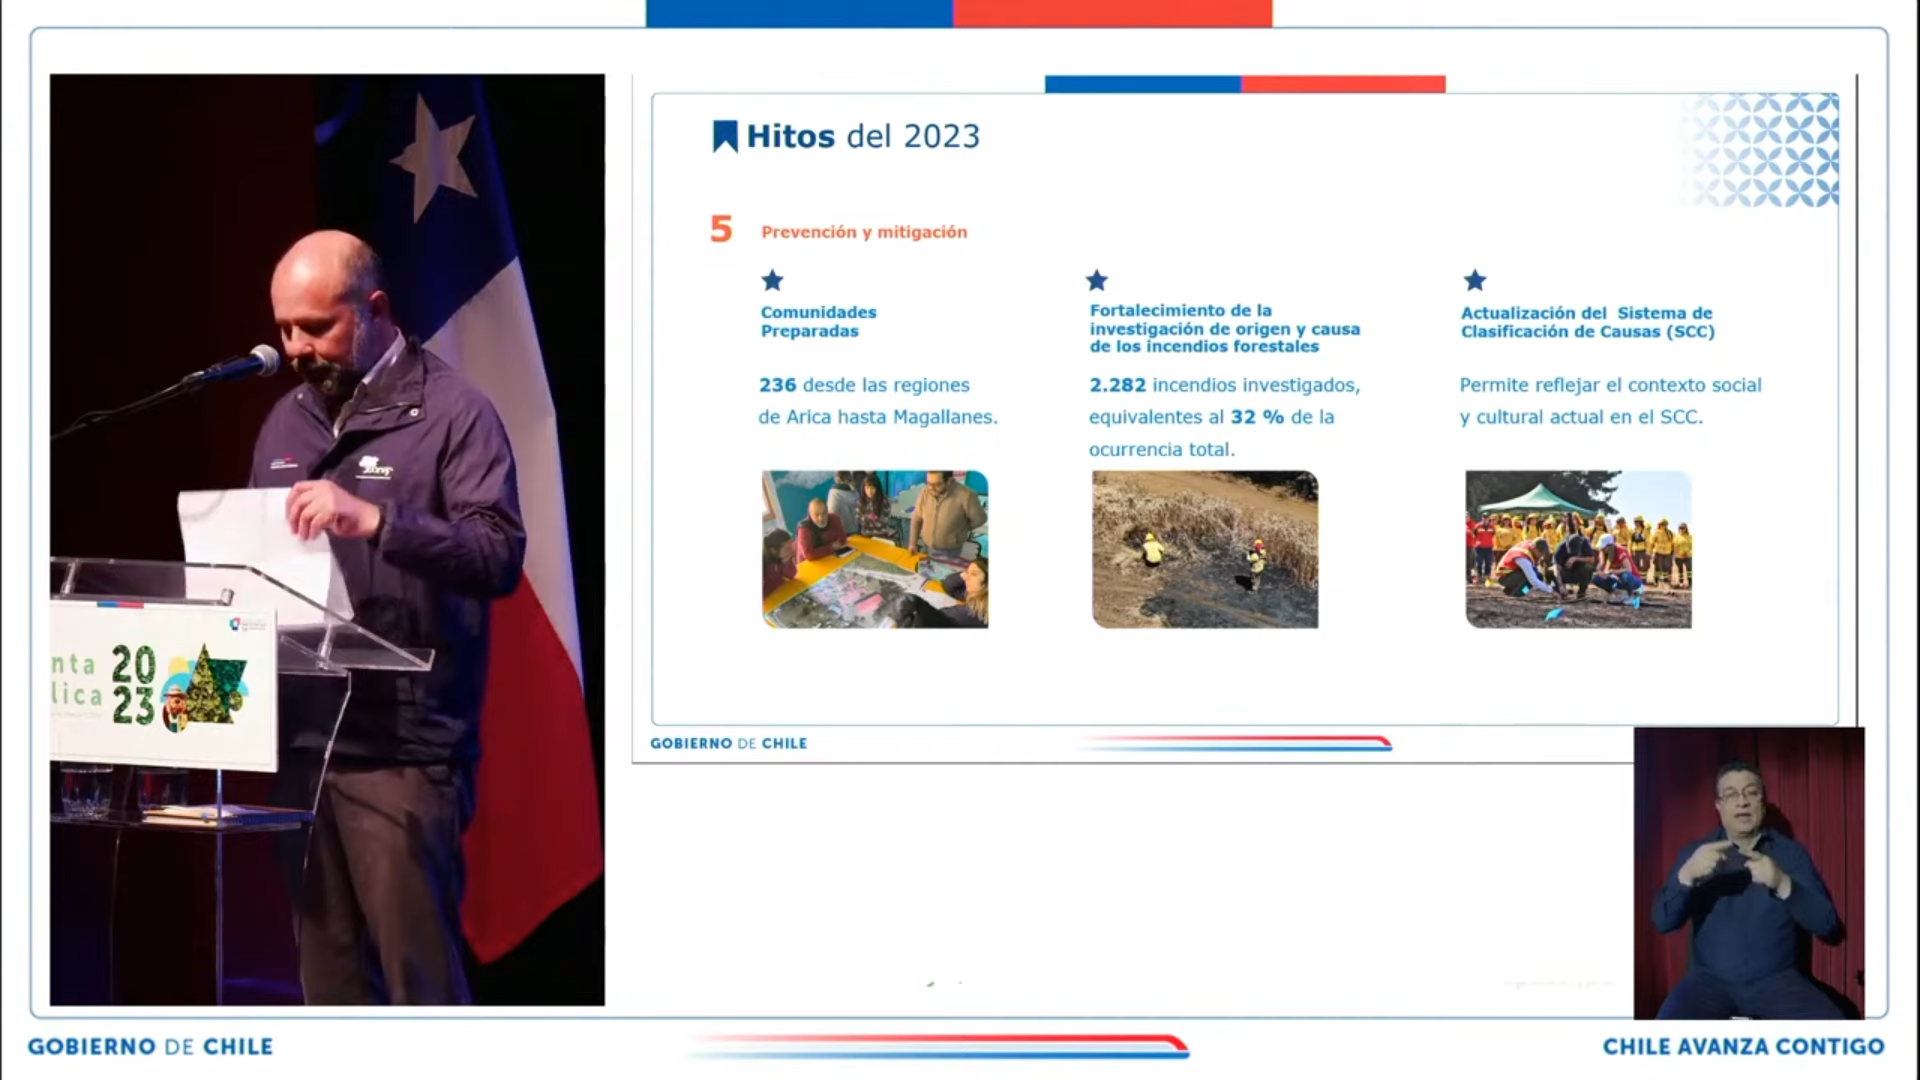 Hitos del 2023
5 Prevención y mitigación
Comunidades
Preparadas
236 desde las regiones
de Arica hasta Magallanes.
Fortalecimiento de la
investigación de origen y causa
de los incendios forestales
2.282 incendios investigados,
equivalentes al 32 % de la
ocurrencia total.
Actualización del Sistema de
Clasificación de Causas (SCC)
Permite reflejar el contexto social
y cultural actual en el SCC.
GOBIERNO DE CHILE
nta
lica
20
23
GOBIERNO DE CHILE
CHILE AVANZA CONTIGO